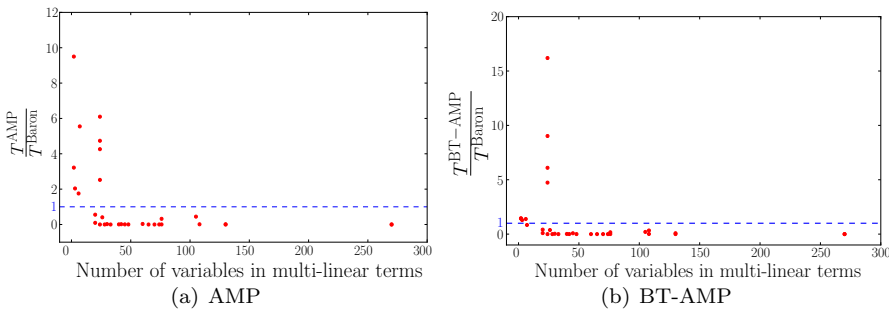 12
10
8
6
4
2
1
0
T^AMP
T^Baron
0 50 100 150 200 250 300
Number of variables in multi-linear terms
(a) AMP
20
15
10
5
1
0
T^BT−AMP
T^Baron
0 50 100 150 200 250 300
Number of variables in multi-linear terms
(b) BT-AMP